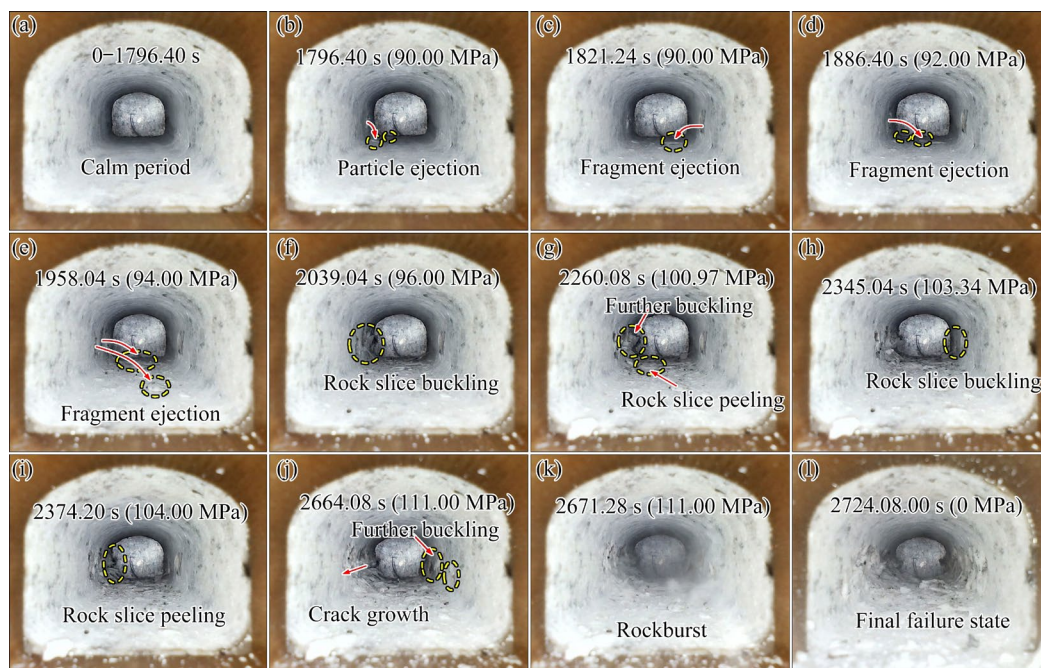 (a)
0−1796.40 s
Calm period
(b)
1796.40 s (90.00 MPa)
Particle ejection
(c)
1821.24 s (90.00 MPa)
Fragment ejection
(d)
1886.40 s (92.00 MPa)
Fragment ejection
(e)
1958.04 s (94.00 MPa)
Fragment ejection
(f)
2039.04 s (96.00 MPa)
Rock slice buckling
(g)
2260.08 s (100.97 MPa)
Further buckling
Rock slice peeling
(h)
2345.04 s (103.34 MPa)
Rock slice buckling
(i)
2374.20 s (104.00 MPa)
Rock slice peeling
(j)
2664.08 s (111.00 MPa)
Further buckling
Crack growth
(k)
2671.28 s (111.00 MPa)
Rockburst
(l)
2724.08.00 s (0 MPa)
Final failure state